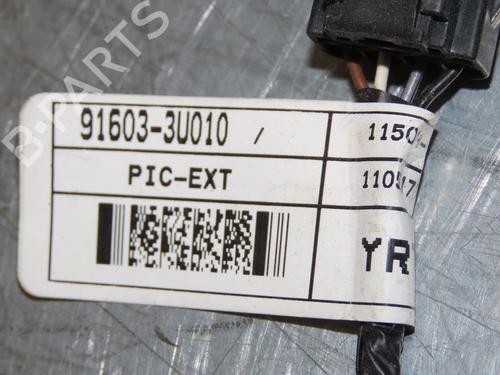 B-PARTS
91603-3U010 /
PIC-EXT
YR